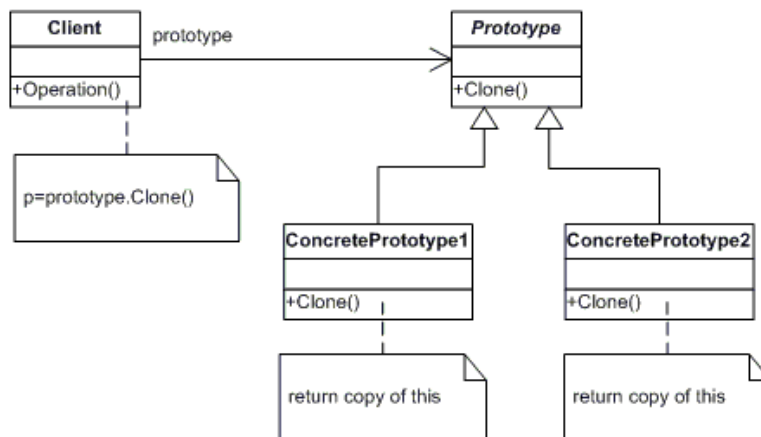 Client
prototype
Prototype
+Operation()
+Clone()
p=prototype.Clone()
ConcretePrototype1
ConcretePrototype2
+Clone()
+Clone()
return copy of this
return copy of this